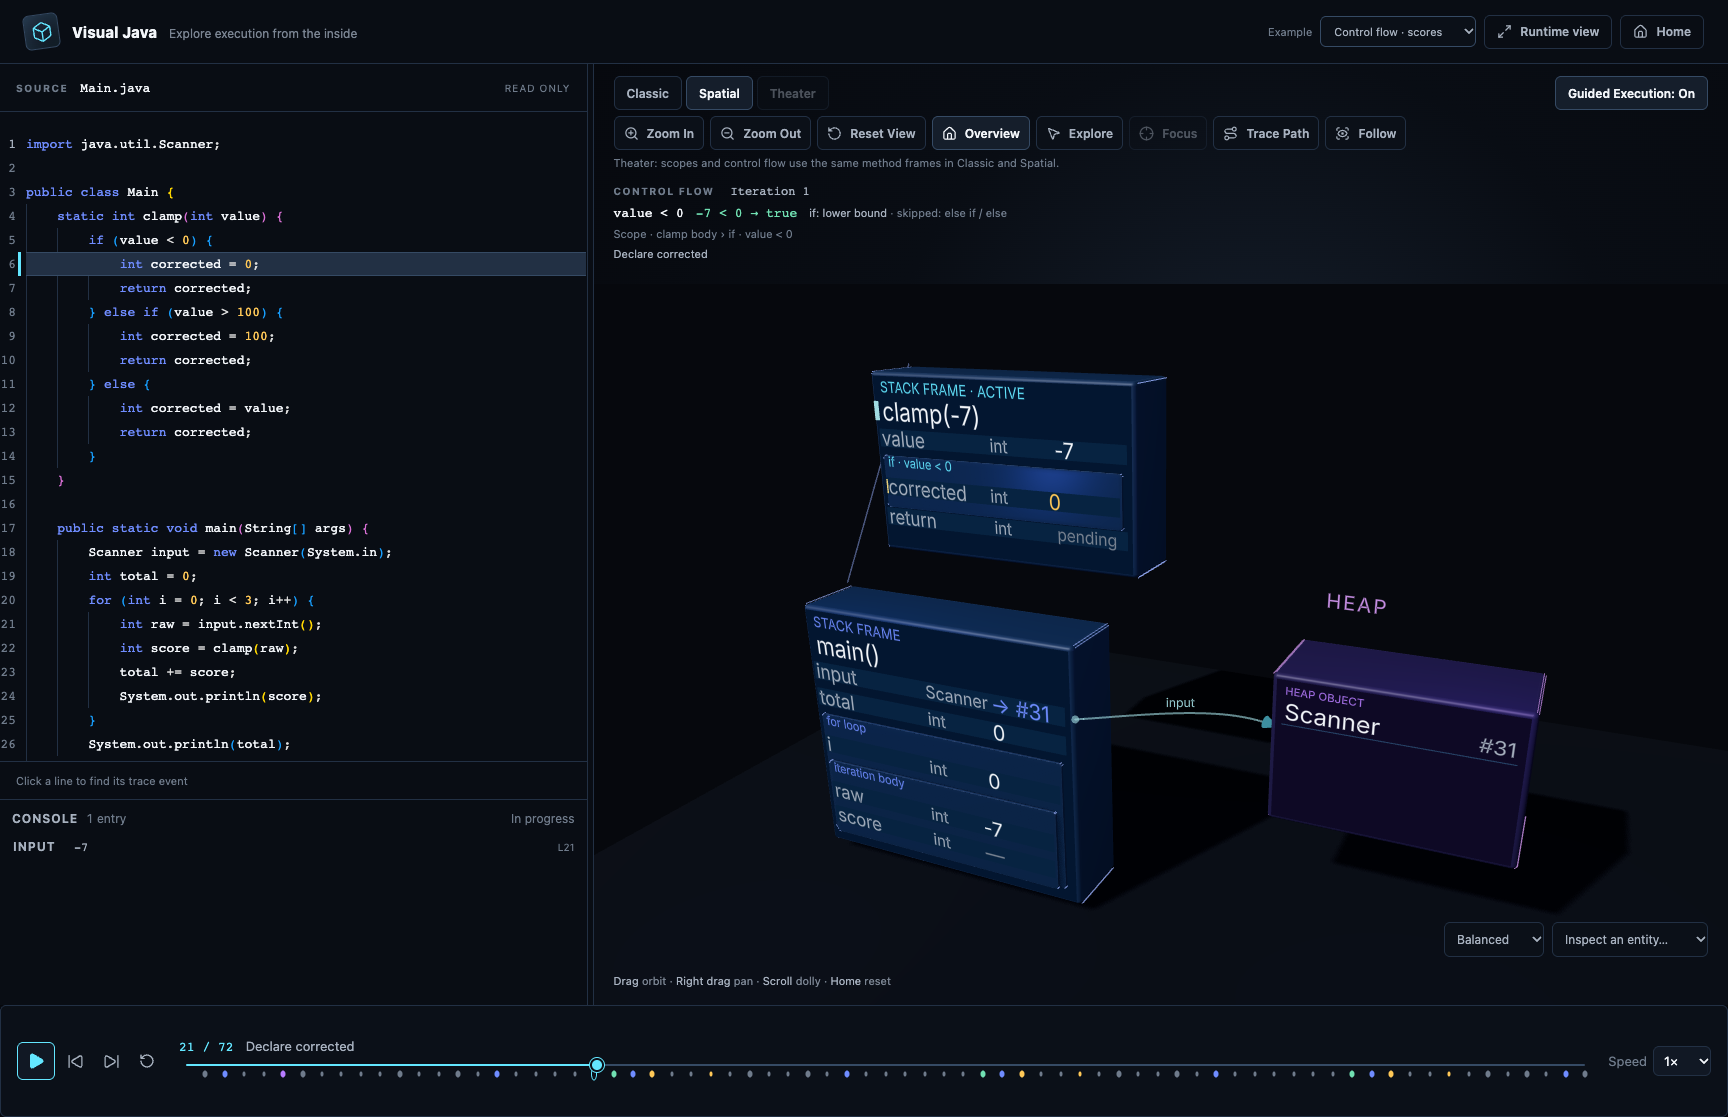 Visual Java Explore execution from the inside
Example Control flow · scores Runtime view Home
SOURCE Main.java READ ONLY
1 import java.util.Scanner;
2
3 public class Main {
4 static int clamp(int value) {
5 if (value < 0) {
6 int corrected = 0;
7 return corrected;
8 } else if (value > 100) {
9 int corrected = 100;
10 return corrected;
11 } else {
12 int corrected = value;
13 return corrected;
14 }
15 }
16
17 public static void main(String[] args) {
18 Scanner input = new Scanner(System.in);
19 int total = 0;
20 for (int i = 0; i < 3; i++) {
21 int raw = input.nextInt();
22 int score = clamp(raw);
23 total += score;
24 System.out.println(score);
25 }
26 System.out.println(total);
Click a line to find its trace event
CONSOLE 1 entry In progress
INPUT -7 L21
Classic Spatial Theater Guided Execution: On
Zoom In Zoom Out Reset View Overview Explore Focus Trace Path Follow
Theater: scopes and control flow use the same method frames in Classic and Spatial.
CONTROL FLOW Iteration 1
value < 0 -7 < 0 → true if: lower bound · skipped: else if / else
Scope · clamp body › if · value < 0
Declare corrected
STACK FRAME · ACTIVE
clamp(-7)
value int -7
if · value < 0
corrected int 0
return int pending
STACK FRAME
main()
input Scanner → #31
total int 0
for loop
i int 0
iteration body
raw int -7
score int —
input
HEAP
HEAP OBJECT
Scanner
#31
Balanced Inspect an entity...
Drag orbit · Right drag pan · Scroll dolly · Home reset
21 / 72 Declare corrected
Speed 1×